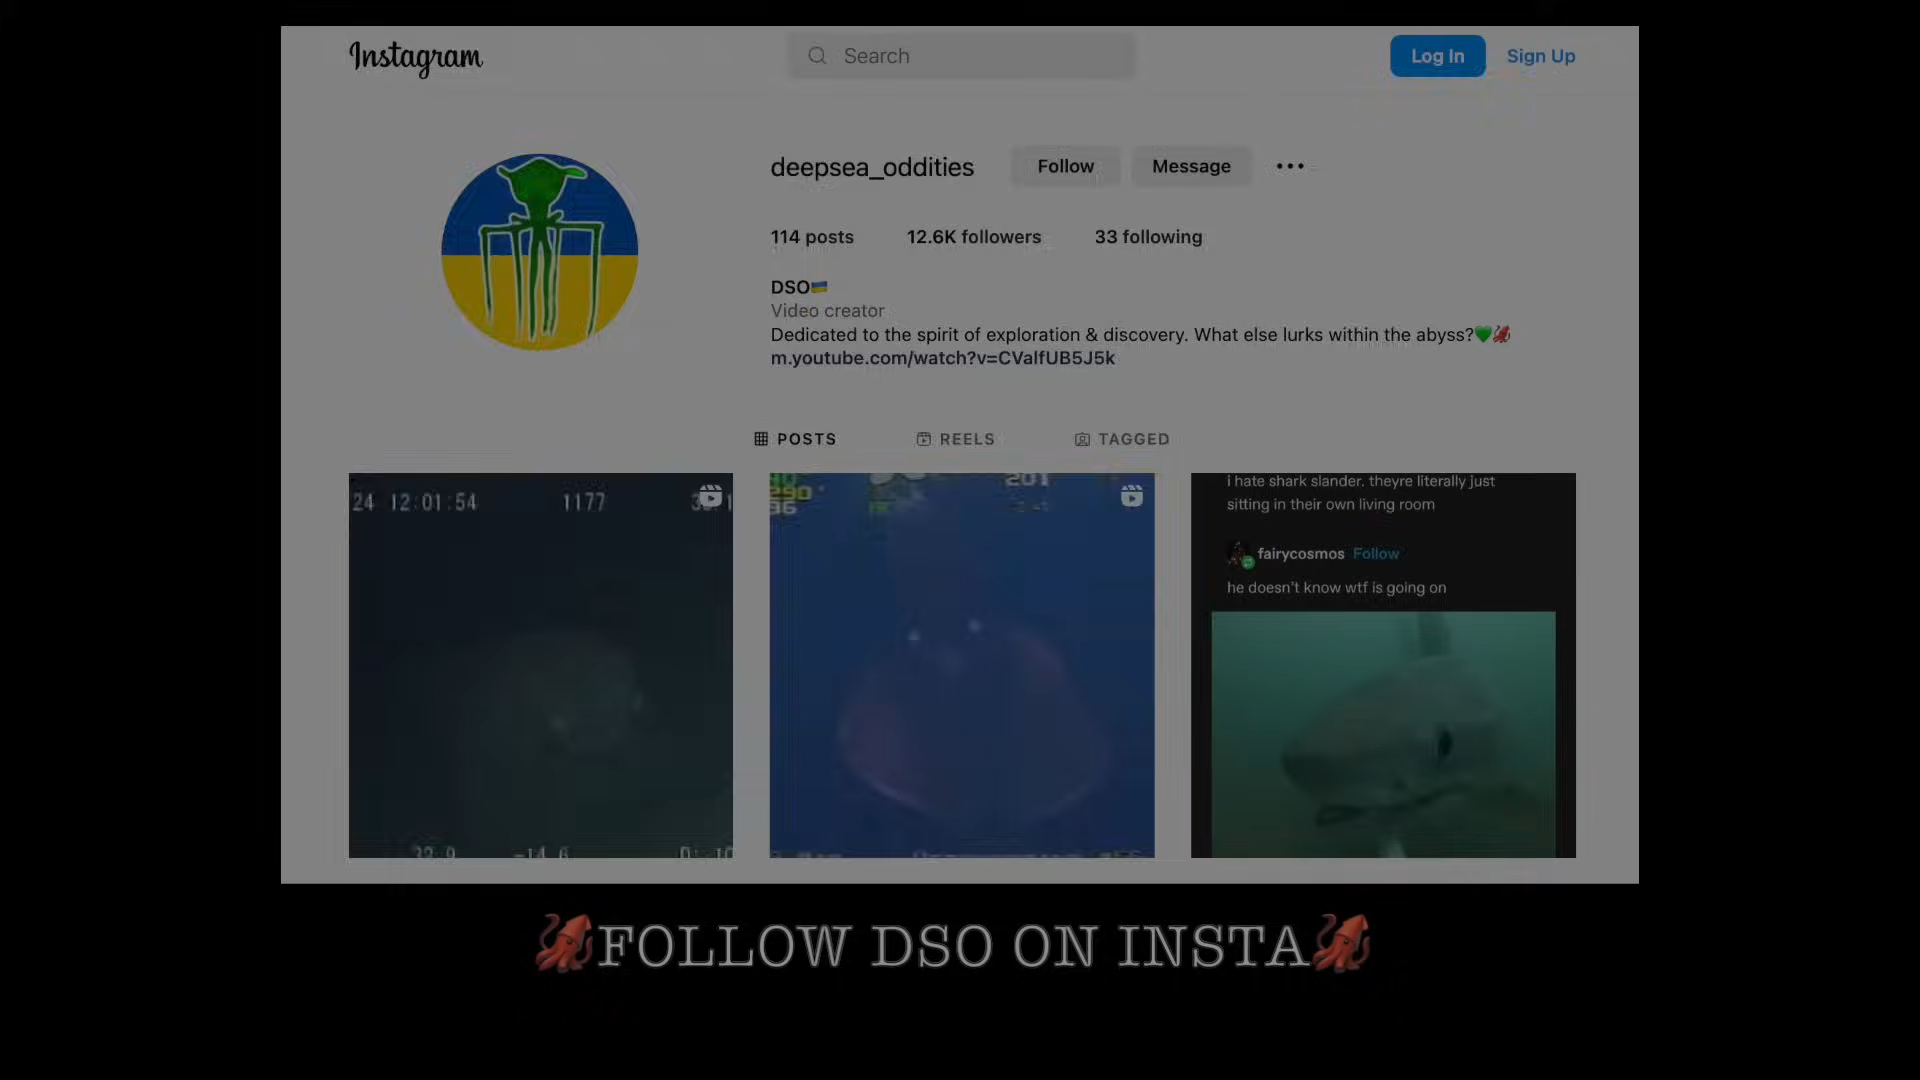 Instagram
Search
Log In
Sign Up
deepsea_oddities
Follow
Message
114 posts
12.6K followers
33 following
DSO🇺🇦
Video creator
Dedicated to the spirit of exploration & discovery. What else lurks within the abyss?💚🦑
m.youtube.com/watch?v=CValfUB5J5k
POSTS
REELS
TAGGED
24 12:01:54 1177
290
201
i hate shark slander. theyre literally just
sitting in their own living room
fairycosmos Follow
he doesn't know wtf is going on
🦑FOLLOW DSO ON INSTA🦑